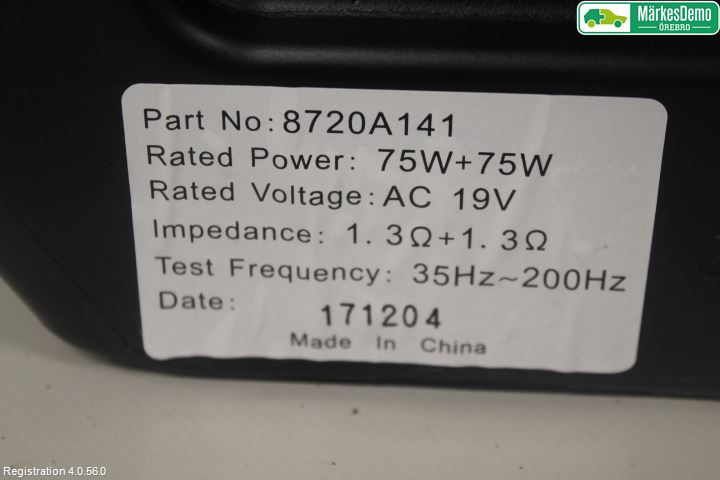 MärkesDemo
ÖREBRO
Part No: 8720A141
Rated Power: 75W+75W
Rated Voltage: AC 19V
Impedance: 1.3Ω+1.3Ω
Test Frequency: 35Hz~200Hz
Date: 171204
Made In China
Registration 4.0.56.0